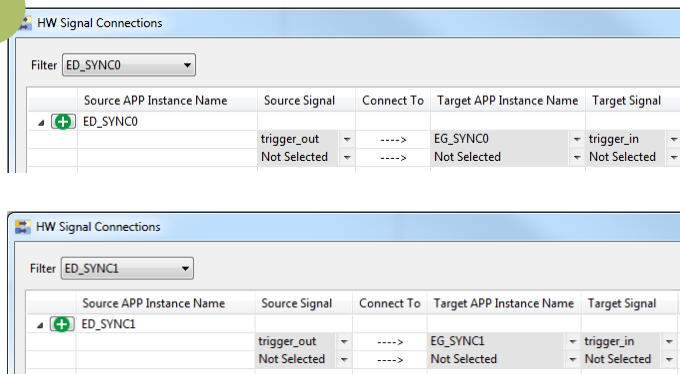 HW Signal Connections
Filter ED_SYNC0
Source APP Instance Name Source Signal Connect To Target APP Instance Name Target Signal
ED_SYNC0
trigger_out ----> EG_SYNC0 trigger_in
Not Selected ----> Not Selected Not Selected
HW Signal Connections
Filter ED_SYNC1
Source APP Instance Name Source Signal Connect To Target APP Instance Name Target Signal
ED_SYNC1
trigger_out ----> EG_SYNC1 trigger_in
Not Selected ----> Not Selected Not Selected